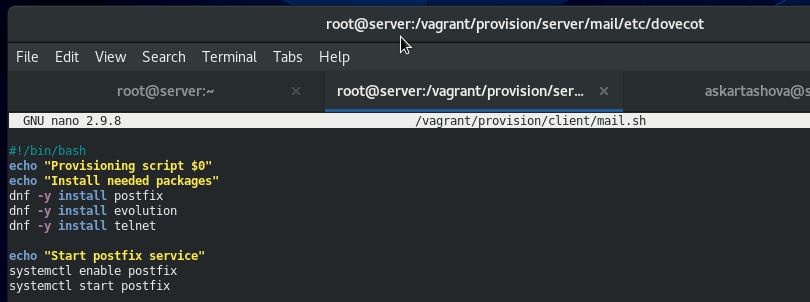 root@server:/vagrant/provision/server/mail/etc/dovecot
File Edit View Search Terminal Tabs Help
root@server:~ × root@server:/vagrant/provision/ser... × askartashova@s
GNU nano 2.9.8 /vagrant/provision/client/mail.sh
#!/bin/bash
echo "Provisioning script $0"
echo "Install needed packages"
dnf -y install postfix
dnf -y install evolution
dnf -y install telnet
echo "Start postfix service"
systemctl enable postfix
systemctl start postfix